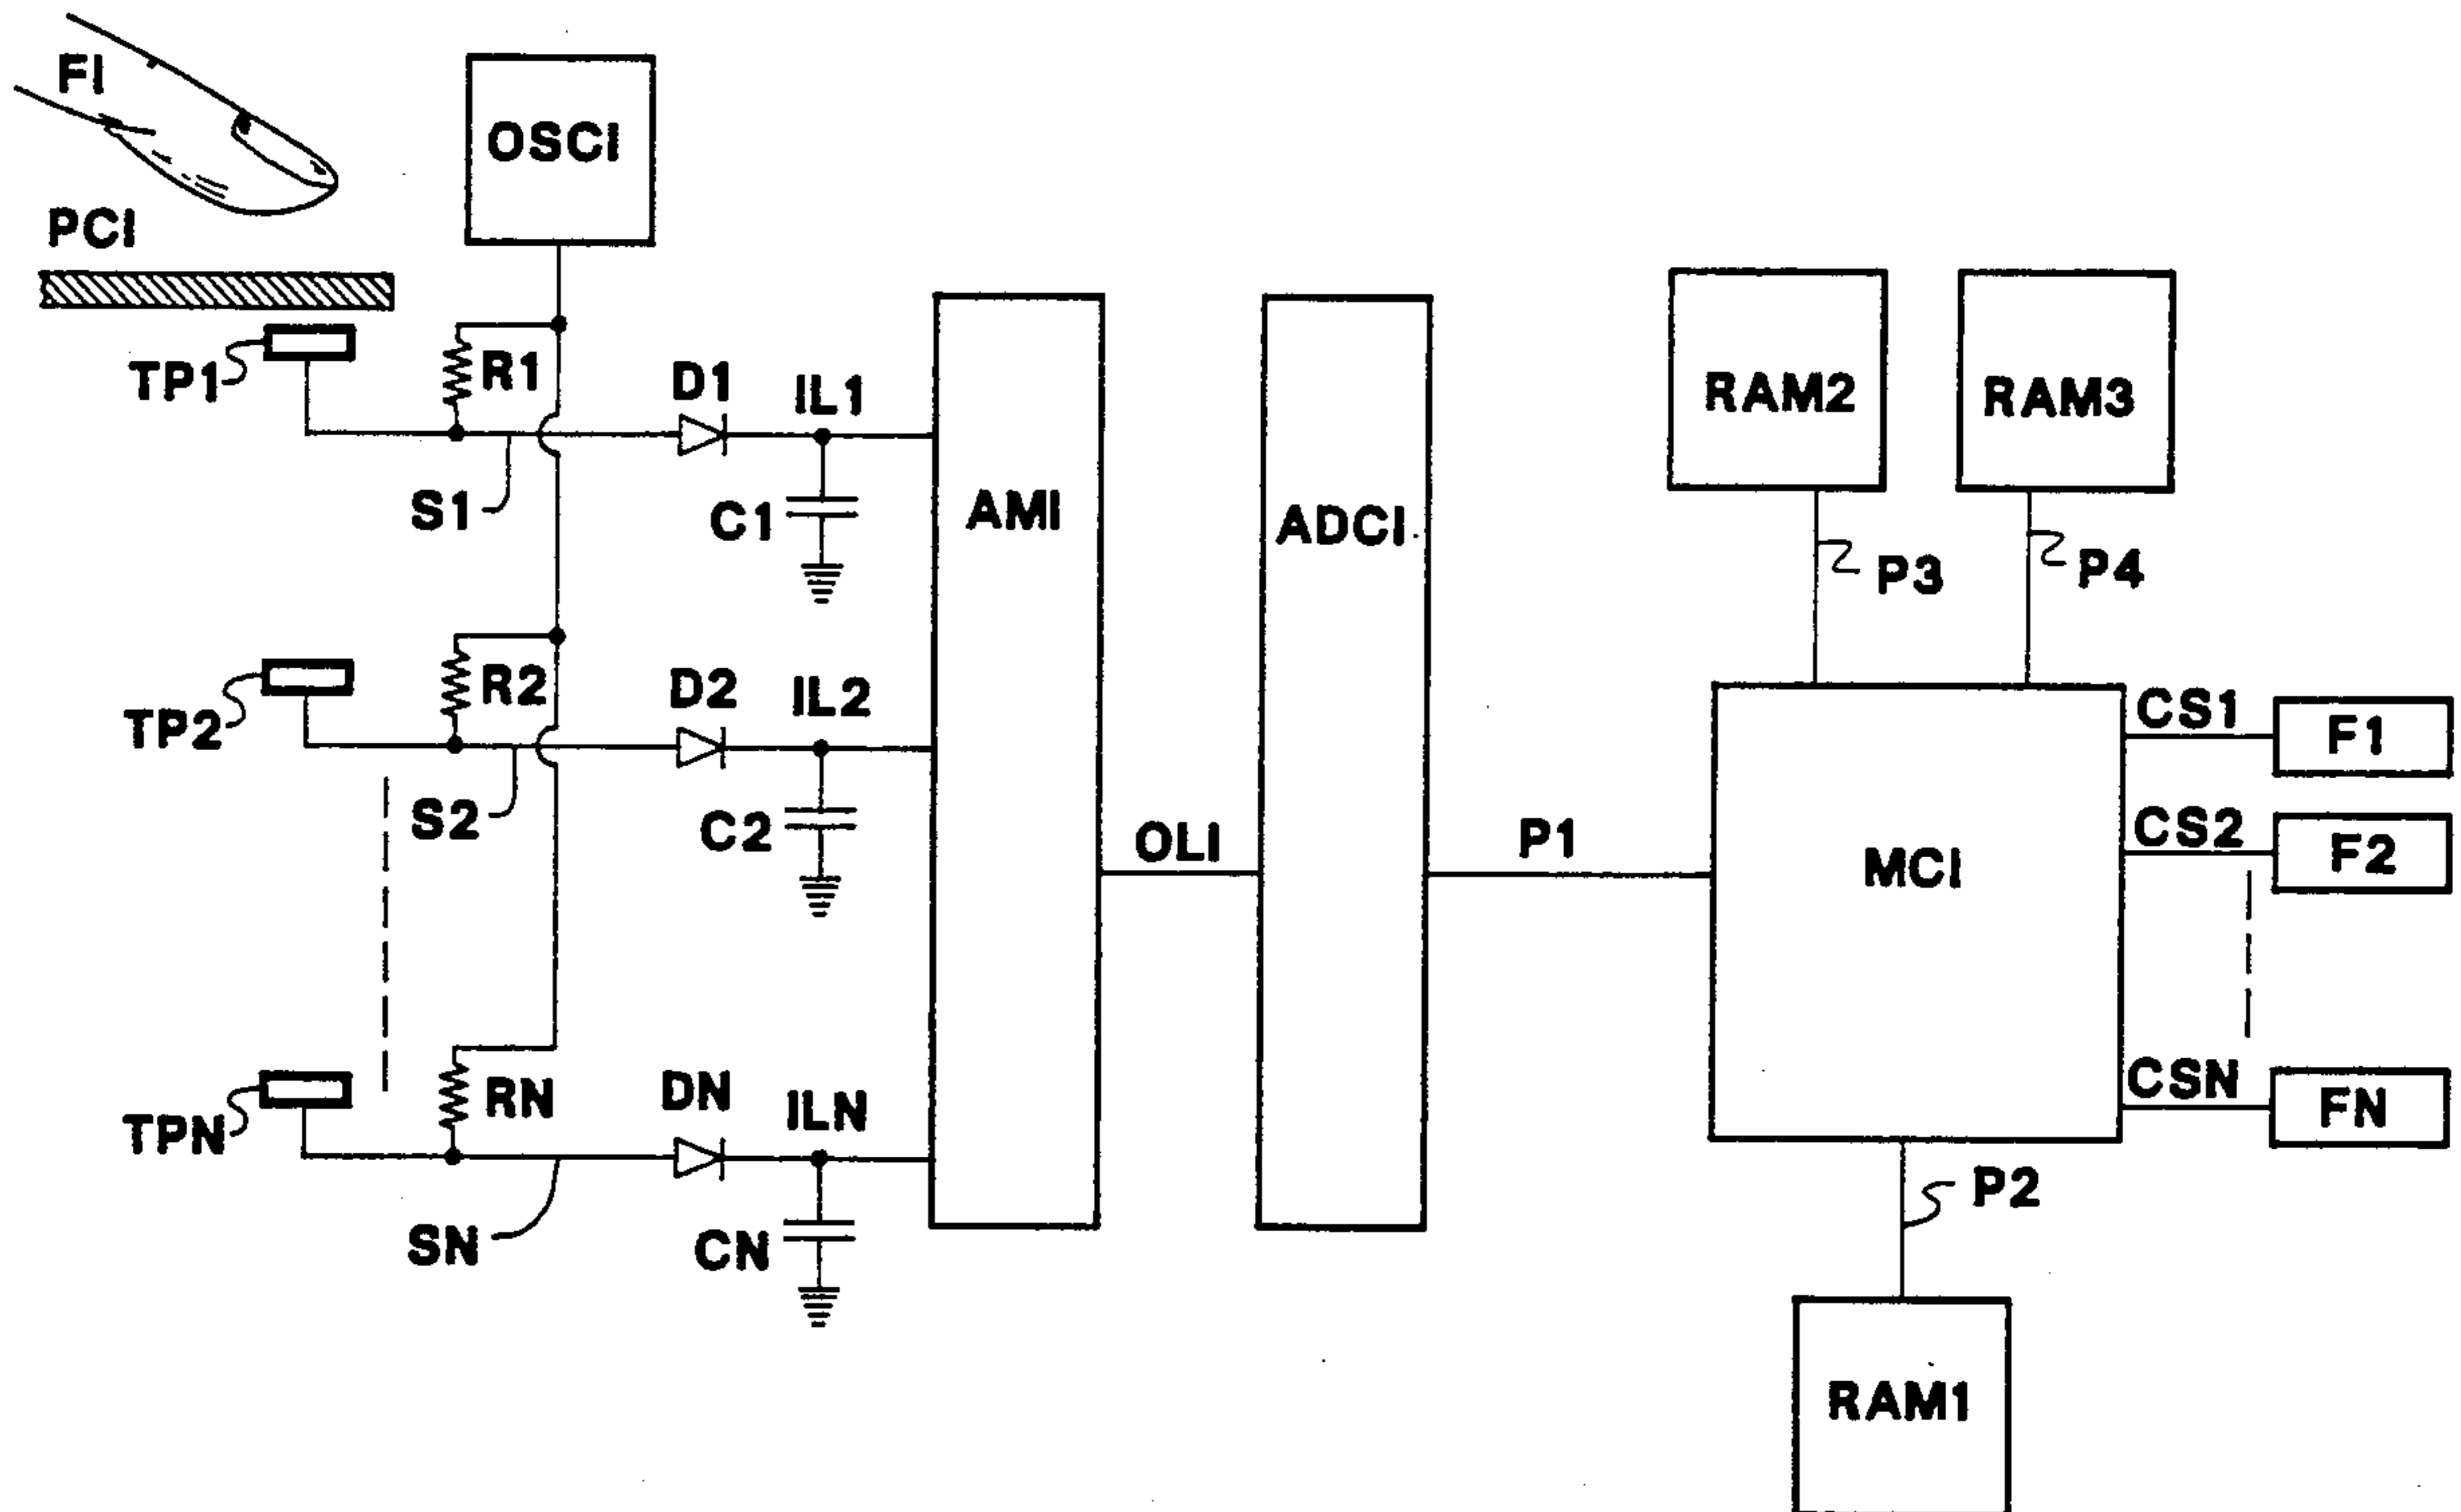 FI
OSCI
PCI
TP1
R1
D1
IL1
S1
C1
AMI
ADCI
RAM2
RAM3
P3
P4
TP2
R2
D2
IL2
S2
C2
OLI
P1
MCI
CS1
F1
CS2
F2
TPN
RN
DN
ILN
SN
CN
CSN
FN
P2
RAM1